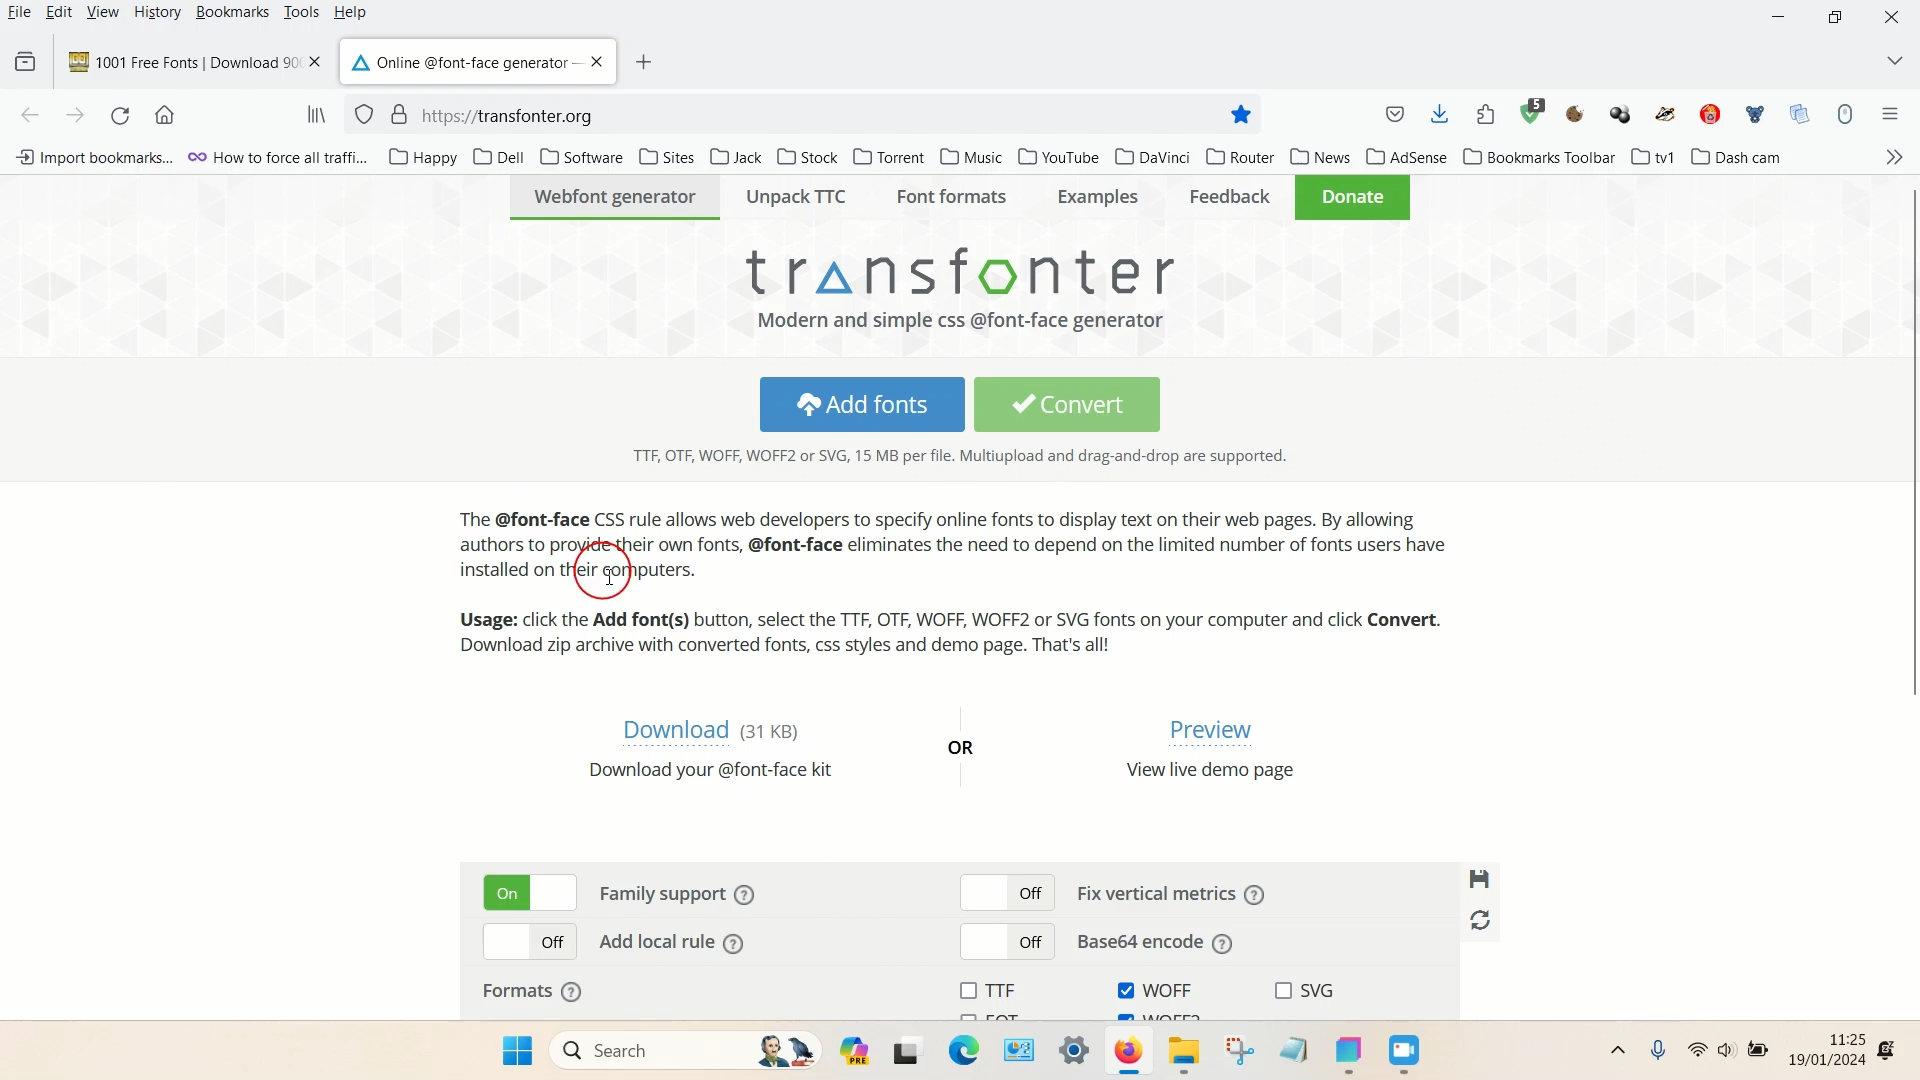 File Edit View History Bookmarks Tools Help
1001 Free Fonts | Download 900
Online @font-face generator —
https://transfonter.org
5
Import bookmarks... How to force all traffi... Happy Dell Software Sites Jack Stock Torrent Music YouTube DaVinci Router News AdSense Bookmarks Toolbar tv1 Dash cam
Webfont generator Unpack TTC Font formats Examples Feedback Donate
transfonter
Modern and simple css @font-face generator
Add fonts Convert
TTF, OTF, WOFF, WOFF2 or SVG, 15 MB per file. Multiupload and drag-and-drop are supported.
The @font-face CSS rule allows web developers to specify online fonts to display text on their web pages. By allowing
authors to provide their own fonts, @font-face eliminates the need to depend on the limited number of fonts users have
installed on their computers.
Usage: click the Add font(s) button, select the TTF, OTF, WOFF, WOFF2 or SVG fonts on your computer and click Convert.
Download zip archive with converted fonts, css styles and demo page. That's all!
Download (31 KB) OR Preview
Download your @font-face kit View live demo page
On Family support ? Off Fix vertical metrics ?
Off Add local rule ? Off Base64 encode ?
Formats ? TTF WOFF SVG
EOT WOFF2
Search PRE 11:25
19/01/2024